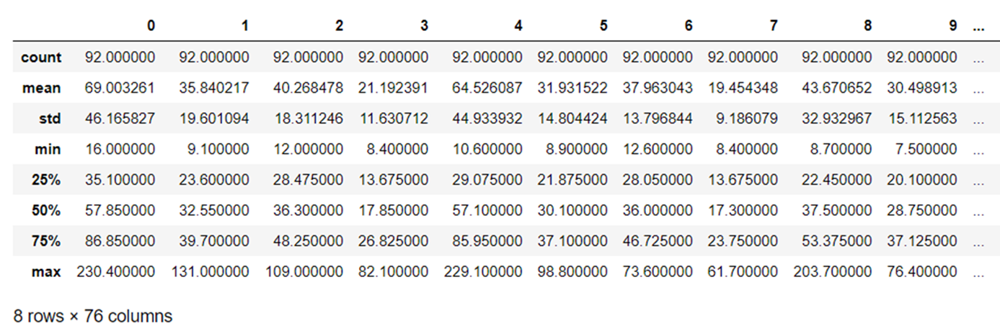 0 1 2 3 4 5 6 7 8 9 ...
count 92.000000 92.000000 92.000000 92.000000 92.000000 92.000000 92.000000 92.000000 92.000000 92.000000 ...
mean 69.003261 35.840217 40.268478 21.192391 64.526087 31.931522 37.963043 19.454348 43.670652 30.498913 ...
std 46.165827 19.601094 18.311246 11.630712 44.933932 14.804424 13.796844 9.186079 32.932967 15.112563 ...
min 16.000000 9.100000 12.000000 8.400000 10.600000 8.900000 12.600000 8.400000 8.700000 7.500000 ...
25% 35.100000 23.600000 28.475000 13.675000 29.075000 21.875000 28.050000 13.675000 22.450000 20.100000 ...
50% 57.850000 32.550000 36.300000 17.850000 57.100000 30.100000 36.000000 17.300000 37.500000 28.750000 ...
75% 86.850000 39.700000 48.250000 26.825000 85.950000 37.100000 46.725000 23.750000 53.375000 37.125000 ...
max 230.400000 131.000000 109.000000 82.100000 229.100000 98.800000 73.600000 61.700000 203.700000 76.400000 ...
8 rows × 76 columns